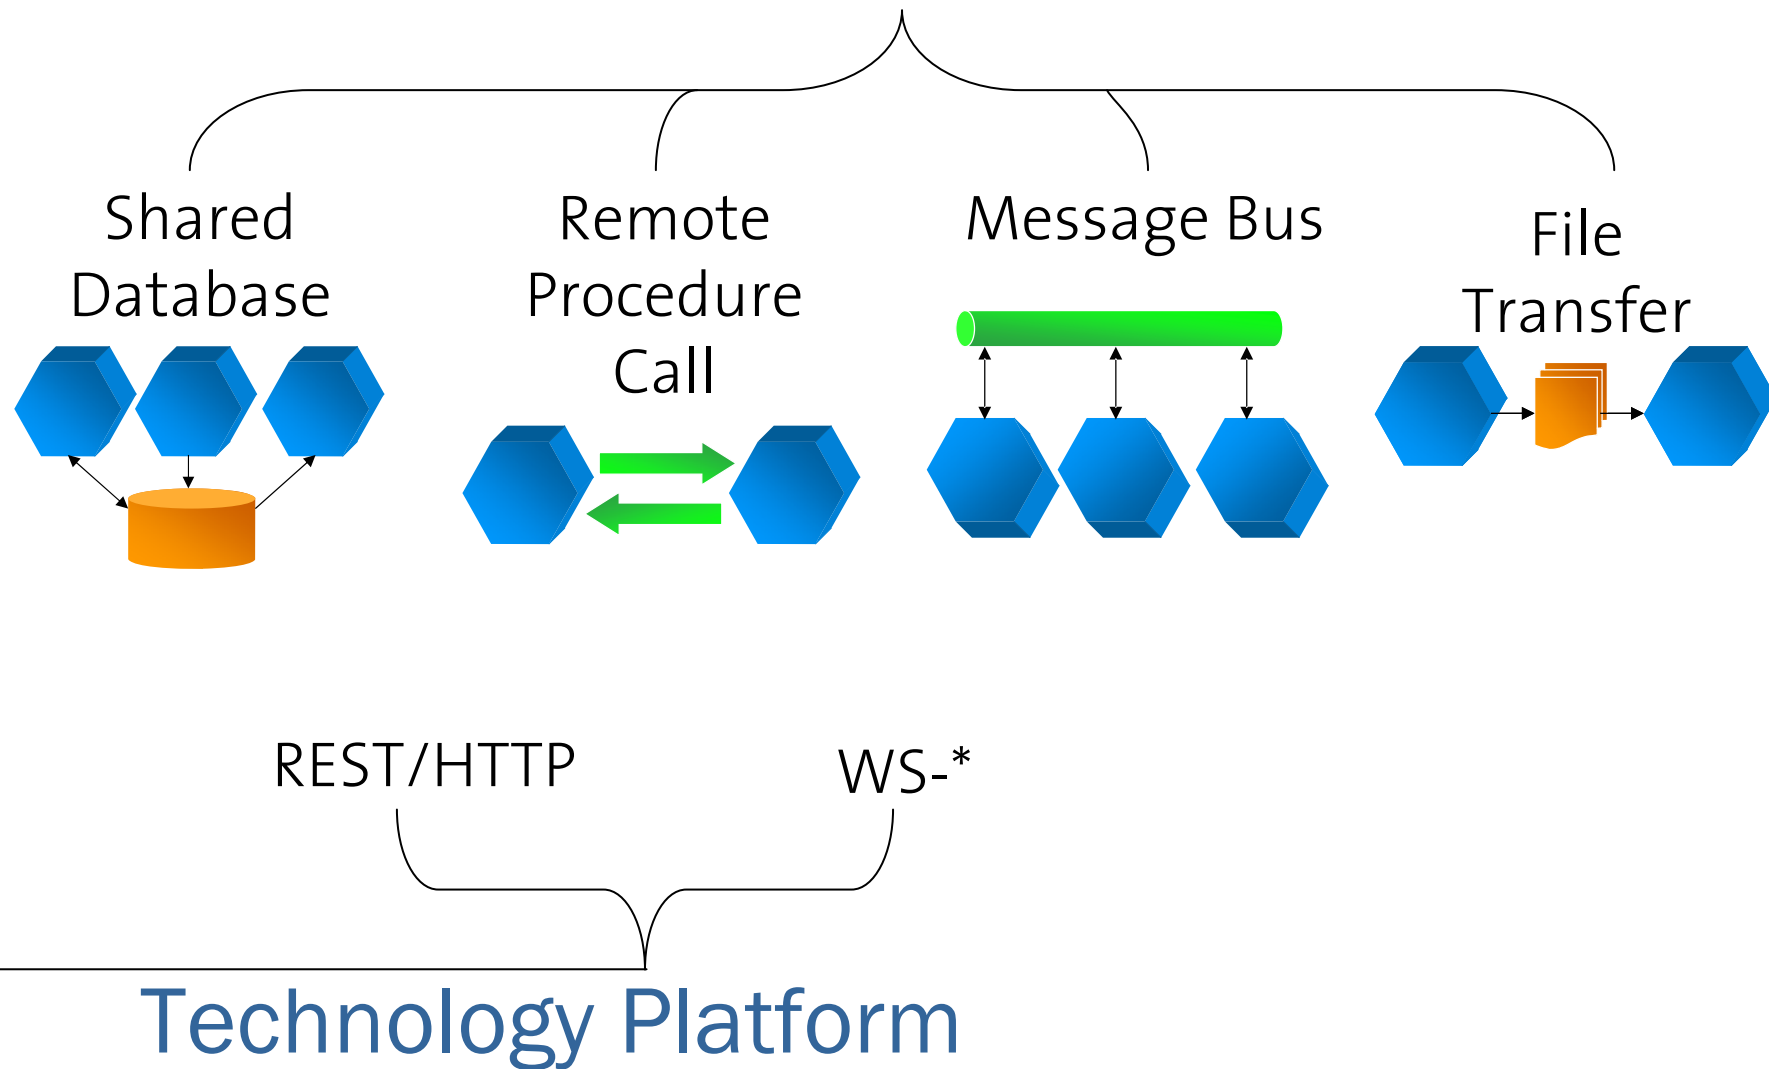 Shared
Database
Remote
Procedure
Call
Message Bus
File
Transfer
REST/HTTP
WS-*
Technology Platform